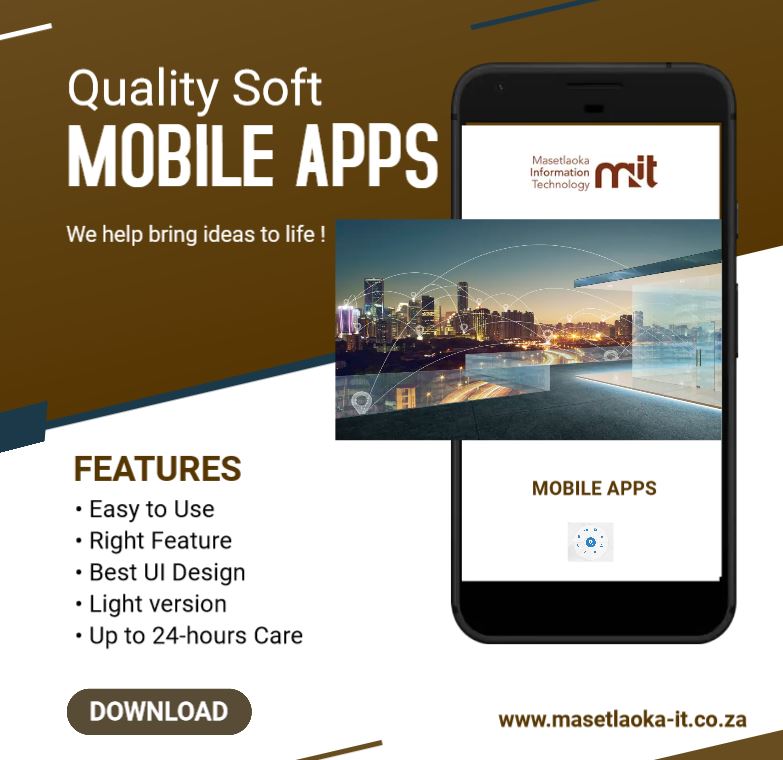 Quality Soft
MOBILE APPS
We help bring ideas to life !
Masetlaoka
Information
Technology
mit
MOBILE APPS
FEATURES
• Easy to Use
• Right Feature
• Best UI Design
• Light version
• Up to 24-hours Care
DOWNLOAD
www.masetlaoka-it.co.za